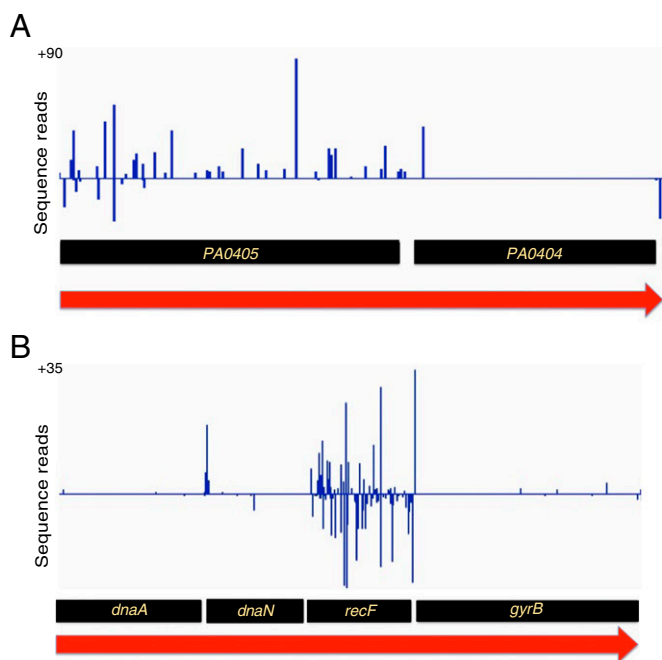 A
+90
Sequence reads
PA0405 PA0404
B
+35
Sequence reads
dnaA dnaN recF gyrB